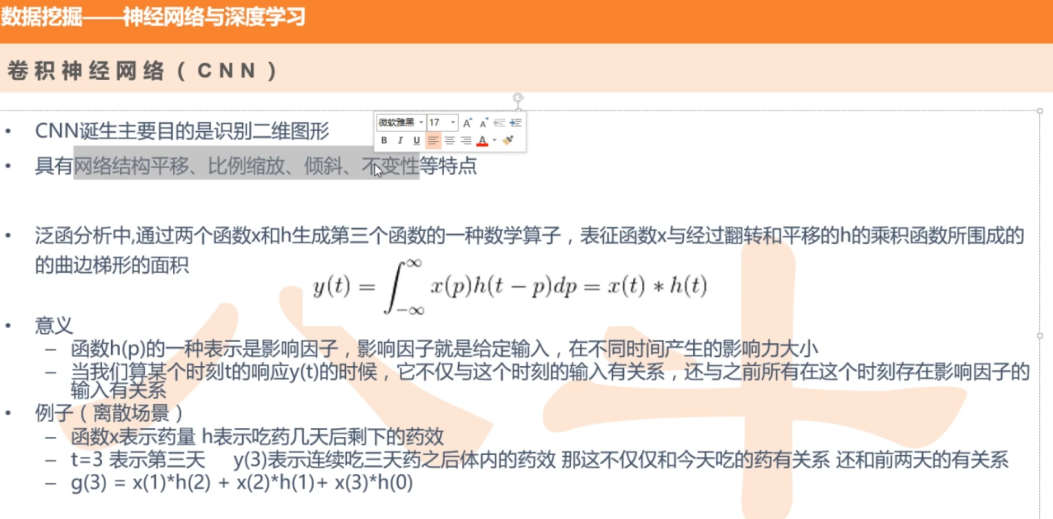 数据挖掘——神经网络与深度学习
卷积神经网络（CNN）
• CNN诞生主要目的是识别二维图形
微软雅黑 17 A A
B I U A
• 具有网络结构平移、比例缩放、倾斜、不变性等特点
• 泛函分析中,通过两个函数x和h生成第三个函数的一种数学算子，表征函数x与经过翻转和平移的h的乘积函数所围成的
的曲边梯形的面积
y(t) = ∫_{-∞}^{∞} x(p)h(t − p)dp = x(t) ∗ h(t)
• 意义
– 函数h(p)的一种表示是影响因子，影响因子就是给定输入，在不同时间产生的影响力大小
– 当我们算某个时刻t的响应y(t)的时候，它不仅与这个时刻的输入有关系，还与之前所有在这个时刻存在影响因子的
输入有关系
• 例子（离散场景）
– 函数x表示药量 h表示吃药几天后剩下的药效
– t=3 表示第三天 y(3)表示连续吃三天药之后体内的药效 那这不仅仅和今天吃的药有关系 还和前两天的有关系
– g(3) = x(1)*h(2) + x(2)*h(1)+ x(3)*h(0)
八斗